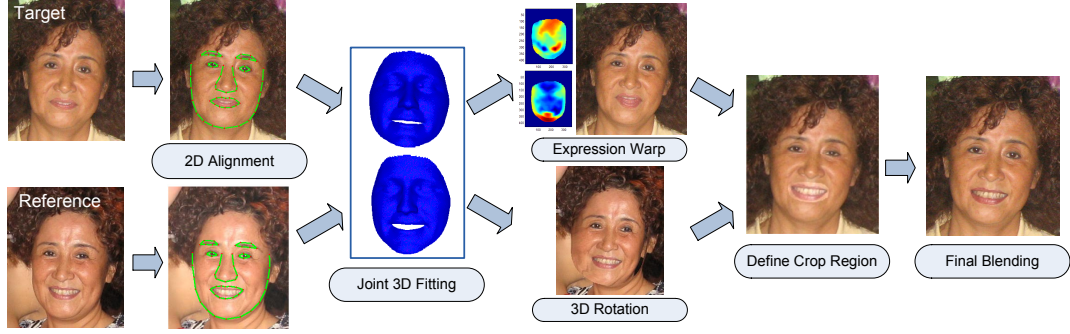 Target
2D Alignment
Reference
Joint 3D Fitting
Expression Warp
3D Rotation
Define Crop Region
Final Blending